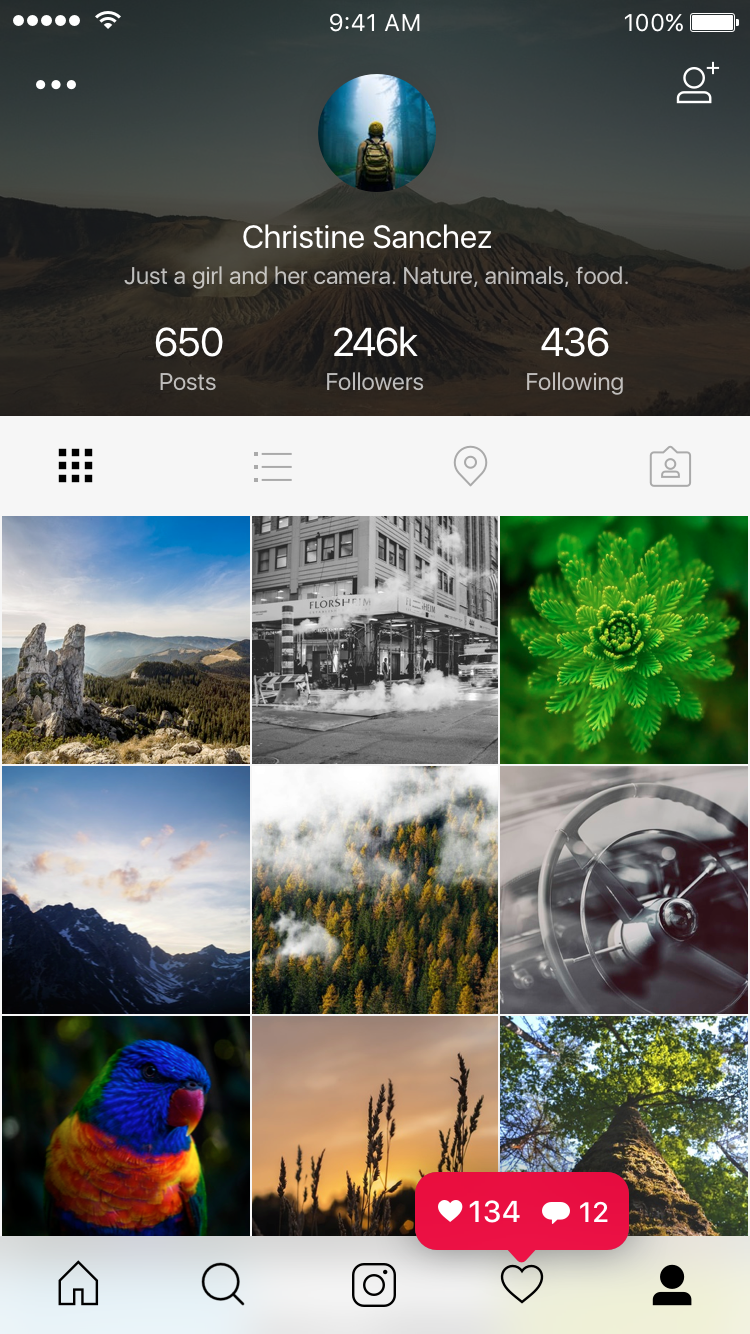 9:41 AM
100%
Christine Sanchez
Just a girl and her camera. Nature, animals, food.
650 246k 436
Posts Followers Following
FLORSHEIM
134 12